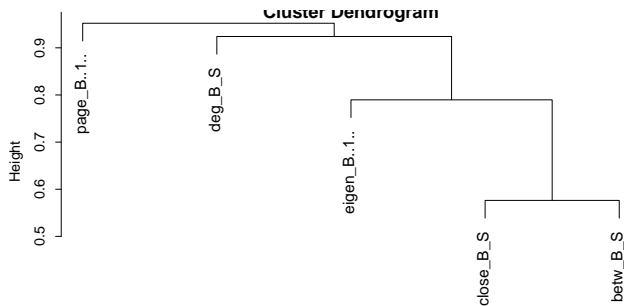 Cluster Dendrogram
Height
0.9
0.8
0.7
0.6
0.5
page_B..1..
deg_B_S
eigen_B..1..
close_B_S
betw_B_S